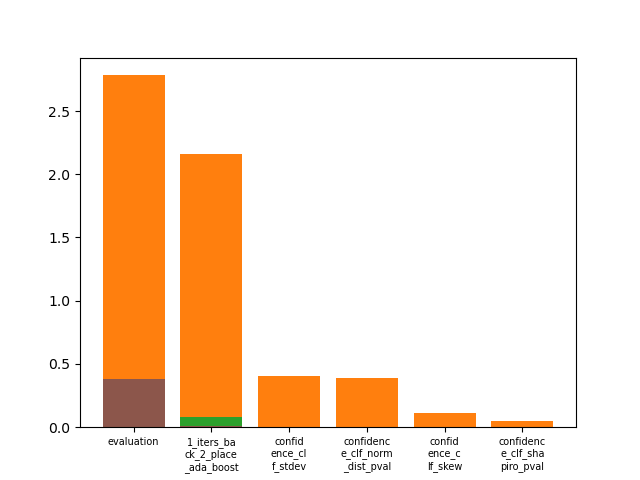 2.5
2.0
1.5
1.0
0.5
0.0
evaluation
1_iters_ba
ck_2_place
_ada_boost
confid
ence_cl
f_stdev
confidenc
e_clf_norm
_dist_pval
confid
ence_c
lf_skew
confidenc
e_clf_sha
piro_pval